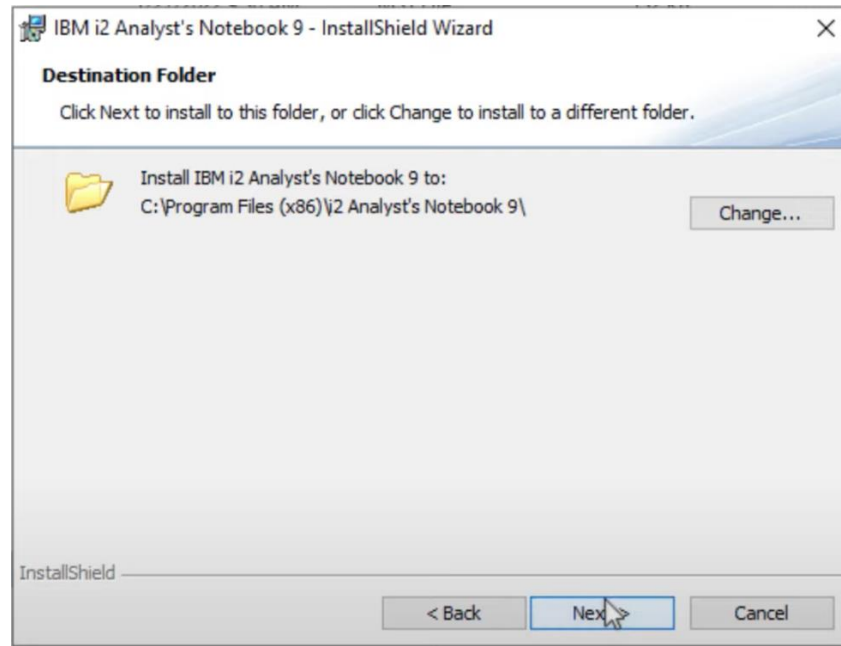 IBM i2 Analyst's Notebook 9 - InstallShield Wizard
Destination Folder
Click Next to install to this folder, or click Change to install to a different folder.
Install IBM i2 Analyst's Notebook 9 to:
C:\Program Files (x86)\i2 Analyst's Notebook 9\
Change...
InstallShield
< Back
Next >
Cancel